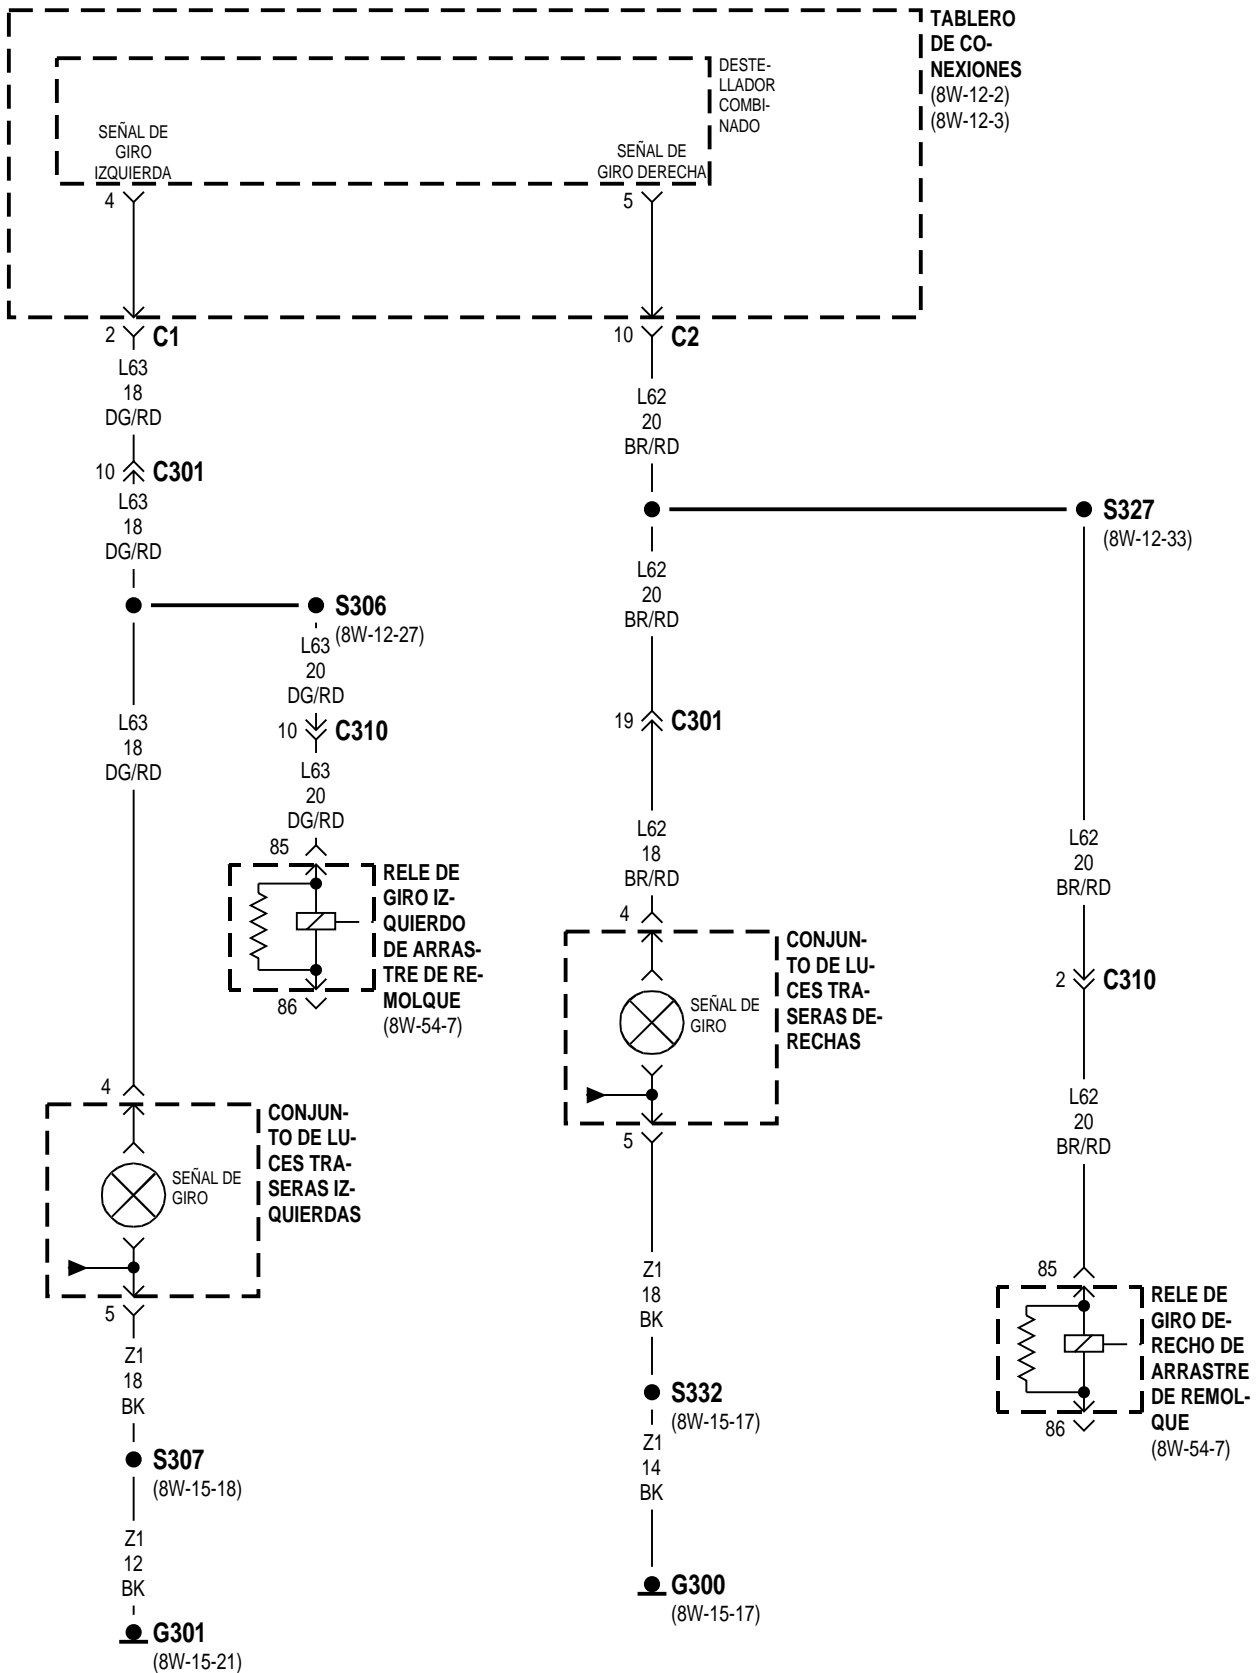 TABLERO
DE CO-
NEXIONES
(8W-12-2)
(8W-12-3)
DESTE-
LLADOR
COMBI-
NADO
SEÑAL DE
GIRO
IZQUIERDA
4
SEÑAL DE
GIRO DERECHA
5
2 C1
L63
18
DG/RD
10 C301
L63
18
DG/RD
S306
(8W-12-27)
L63
20
DG/RD
10 C310
L63
20
DG/RD
85
RELE DE
GIRO IZ-
QUIERDO
DE ARRAS-
TRE DE RE-
MOLQUE
(8W-54-7)
86
L63
18
DG/RD
4
CONJUN-
TO DE LU-
CES TRA-
SERAS IZ-
QUIERDAS
SEÑAL DE
GIRO
5
Z1
18
BK
S307
(8W-15-18)
Z1
12
BK
G301
(8W-15-21)
10 C2
L62
20
BR/RD
S327
(8W-12-33)
L62
20
BR/RD
19 C301
L62
18
BR/RD
4
CONJUN-
TO DE LU-
CES TRA-
SERAS DE-
RECHAS
SEÑAL DE
GIRO
5
Z1
18
BK
S332
(8W-15-17)
Z1
14
BK
G300
(8W-15-17)
L62
20
BR/RD
2 C310
L62
20
BR/RD
85
RELE DE
GIRO DE-
RECHO DE
ARRASTRE
DE REMOL-
QUE
(8W-54-7)
86